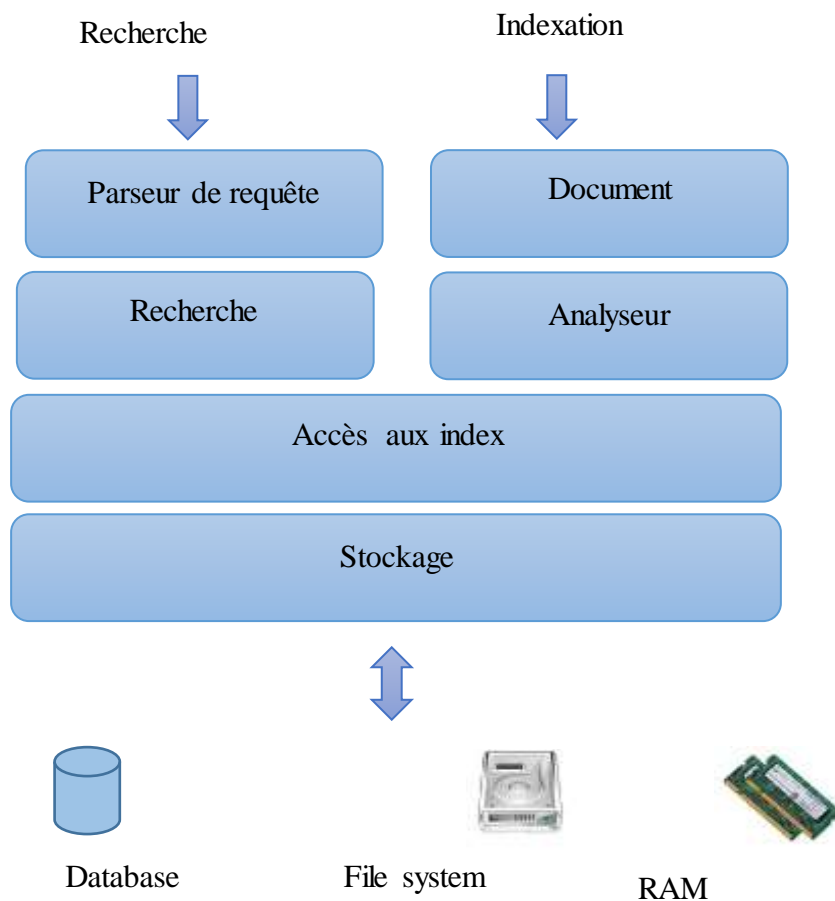 Recherche
Indexation
Parseur de requête
Document
Recherche
Analyseur
Accès aux index
Stockage
Database
File system
RAM